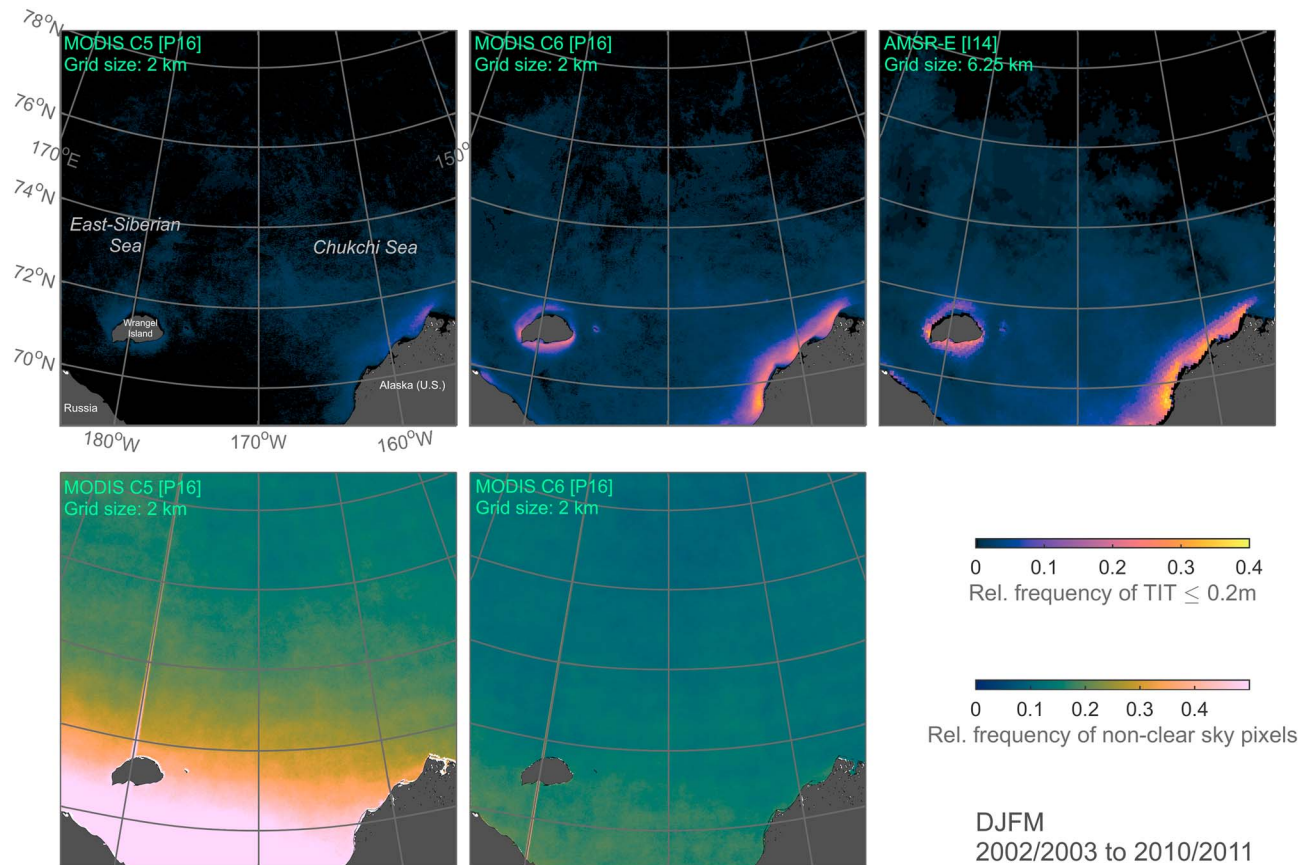 78°N
MODIS C5 [P16]
Grid size: 2 km
MODIS C6 [P16]
Grid size: 2 km
AMSR-E [I14]
Grid size: 6.25 km
76°N
170°E
150°
74°N
East-Siberian
Sea
Chukchi Sea
72°N
Wrangel
Island
70°N
Alaska (U.S.)
Russia
180°W
170°W
160°W
MODIS C5 [P16]
Grid size: 2 km
MODIS C6 [P16]
Grid size: 2 km
0 0.1 0.2 0.3 0.4
Rel. frequency of TIT ≤ 0.2m
0 0.1 0.2 0.3 0.4
Rel. frequency of non-clear sky pixels
DJFM
2002/2003 to 2010/2011